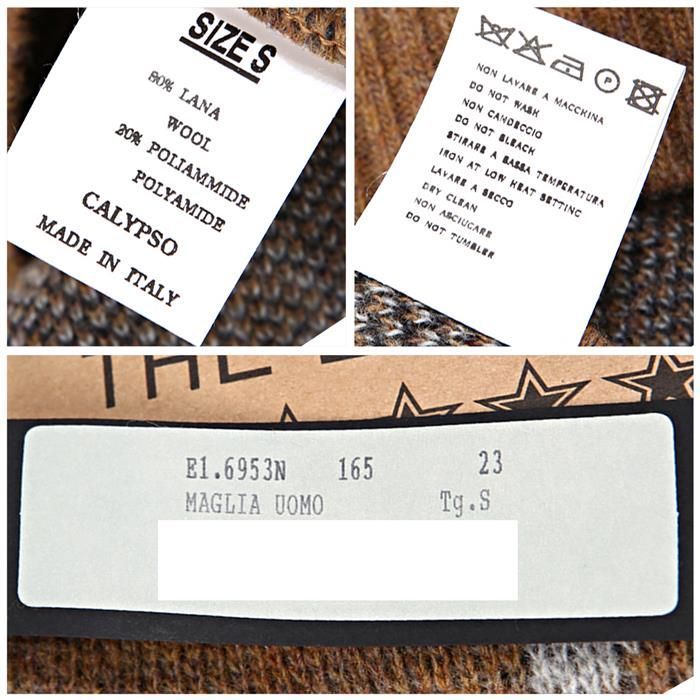 SIZE S
80% LANA
WOOL
20% POLIAMMIDE
POLYAMIDE
CALYPSO
MADE IN ITALY
P
NON LAVARE A MACCHINA
DO NOT WASH
NON CANDEGGIO
DO NOT BLEACH
STIRARE A BASSA TEMPERATURA
IRON AT LOW HEAT SETTING
LAVARE A SECCO
DRY CLEAN
NON ASCIUGARE
DO NOT TUMBLER
THE
E1.6953N 165 23
MAGLIA UOMO Tg.S